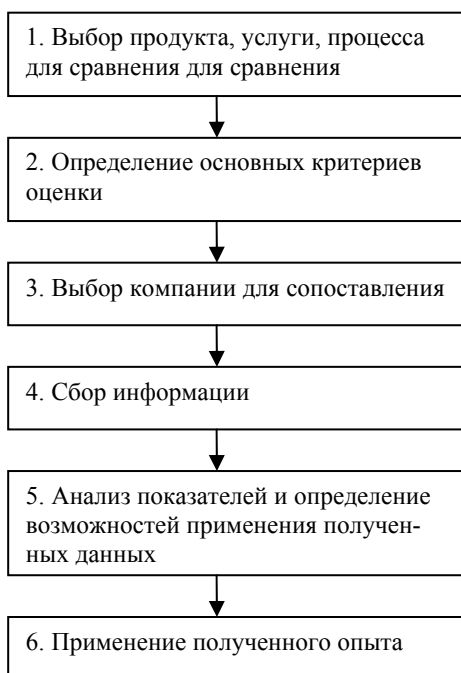 1. Выбор продукта, услуги, процесса
для сравнения для сравнения
2. Определение основных критериев
оценки
3. Выбор компании для сопоставления
4. Сбор информации
5. Анализ показателей и определение
возможностей применения получен-
ных данных
6. Применение полученного опыта